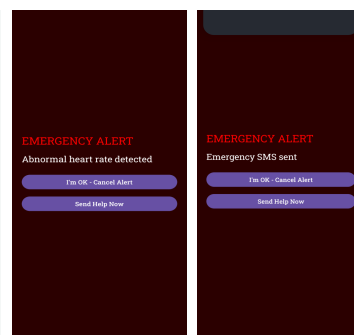 EMERGENCY ALERT
Abnormal heart rate detected
I'm OK - Cancel Alert
Send Help Now
EMERGENCY ALERT
Emergency SMS sent
I'm OK - Cancel Alert
Send Help Now